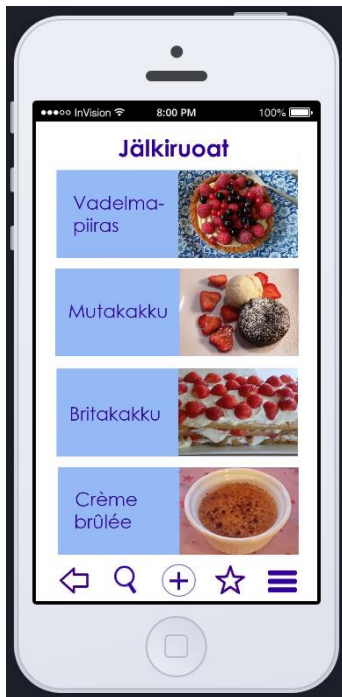 InVision 8:00 PM 100%
Jälkiruoat
Vadelma-
piiras
Mutakakku
Britakakku
Crème
brûlée